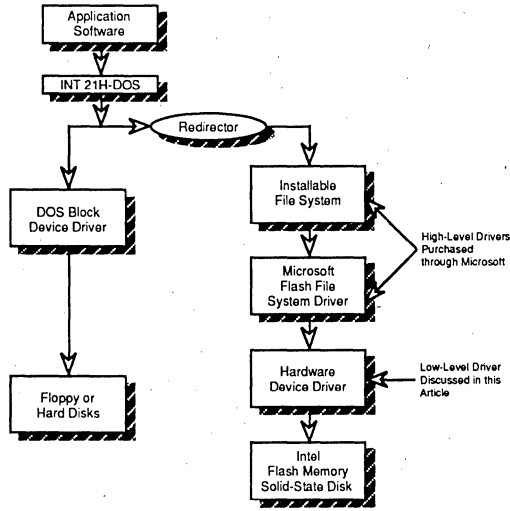 Application
Software
INT 21H-DOS
Redirector
DOS Block
Device Driver
Installable
File System
High-Level Drivers
Purchased
through Microsoft
Microsoft
Flash File
System Driver
Floppy or
Hard Disks
Hardware
Device Driver
Low-Level Driver
Discussed in this
Article
Intel
Flash Memory
Solid-State Disk